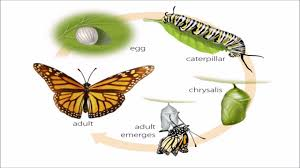 egg
caterpillar
chrysalis
adult
emerges
adult